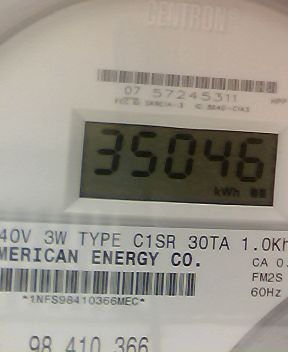 CENTRON®
07 57245311
35046
kWh
40V 3W TYPE C1SR 30TA 1.0Kh
MERICAN ENERGY CO.
CA 0.
FM2S
60Hz
*1NFS98410366MEC*
98 410 366